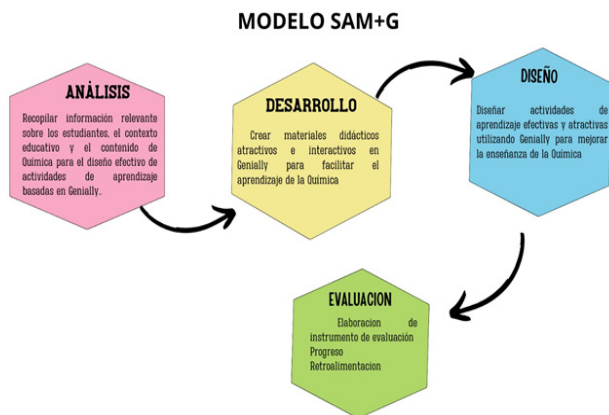 MODELO SAM+G
ANÁLISIS
Recopilar información relevante
sobre los estudiantes, el contexto
educativo y el contenido de
Química para el diseño efectivo de
actividades de aprendizaje
basadas en Genially..
DESARROLLO
Crear materiales didácticos
atractivos e interactivos en
Genially para facilitar el
aprendizaje de la Química
DISEÑO
Diseñar actividades de
aprendizaje efectivas y atractivas
utilizando Genially para mejorar
la enseñanza de la Química
EVALUACION
Elaboracion de
instrumento de evaluación
Progreso
Retroalimentacion